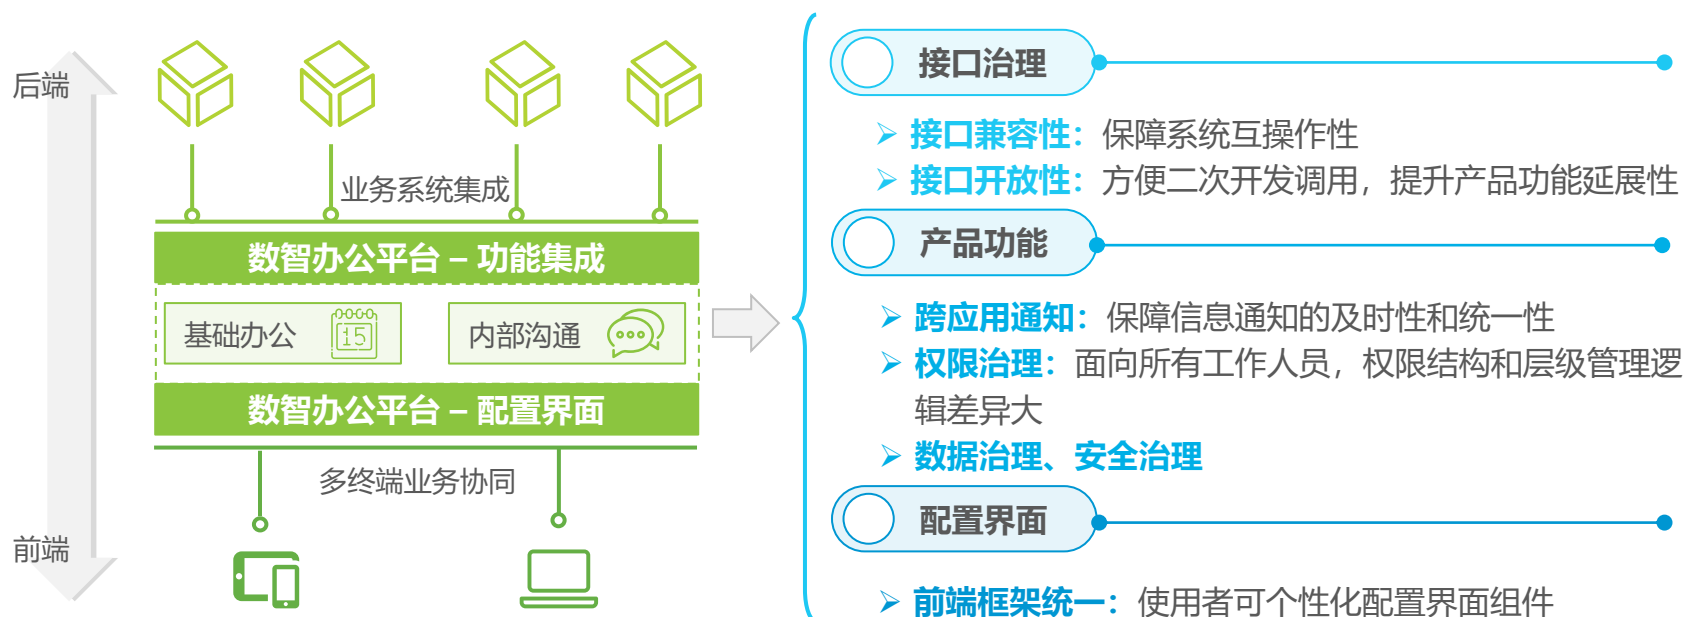 后端
业务系统集成
数智办公平台 – 功能集成
基础办公
15
内部沟通
数智办公平台 – 配置界面
多终端业务协同
前端
接口治理
接口兼容性：保障系统互操作性
接口开放性：方便二次开发调用，提升产品功能延展性
产品功能
跨应用通知：保障信息通知的及时性和统一性
权限治理：面向所有工作人员，权限结构和层级管理逻
辑差异大
数据治理、安全治理
配置界面
前端框架统一：使用者可个性化配置界面组件